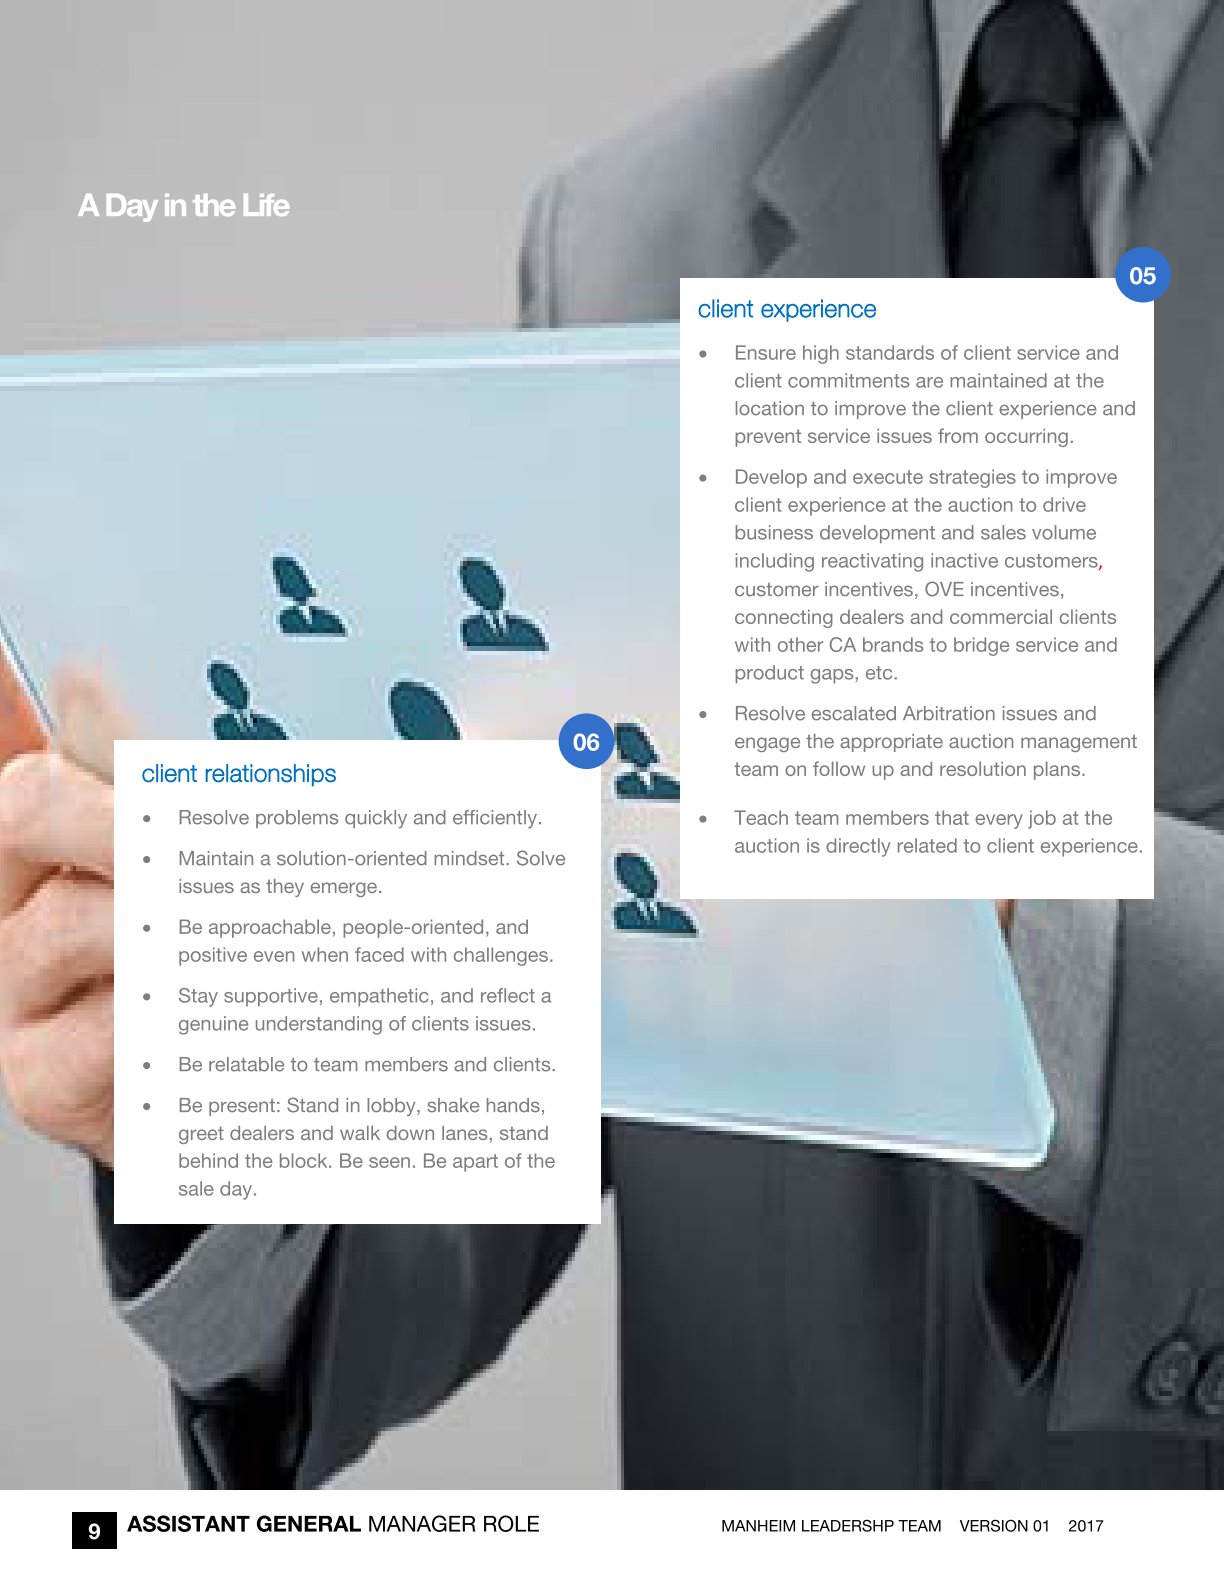 A Day in the Life
05
client experience
• Ensure high standards of client service and
client commitments are maintained at the
location to improve the client experience and
prevent service issues from occurring.
• Develop and execute strategies to improve
client experience at the auction to drive
business development and sales volume
including reactivating inactive customers,
customer incentives, OVE incentives,
connecting dealers and commercial clients
with other CA brands to bridge service and
product gaps, etc.
• Resolve escalated Arbitration issues and
engage the appropriate auction management
team on follow up and resolution plans.
• Teach team members that every job at the
auction is directly related to client experience.
06
client relationships
• Resolve problems quickly and efficiently.
• Maintain a solution-oriented mindset. Solve
issues as they emerge.
• Be approachable, people-oriented, and
positive even when faced with challenges.
• Stay supportive, empathetic, and reflect a
genuine understanding of clients issues.
• Be relatable to team members and clients.
• Be present: Stand in lobby, shake hands,
greet dealers and walk down lanes, stand
behind the block. Be seen. Be apart of the
sale day.
9 ASSISTANT GENERAL MANAGER ROLE
MANHEIM LEADERSHP TEAM VERSION 01 2017